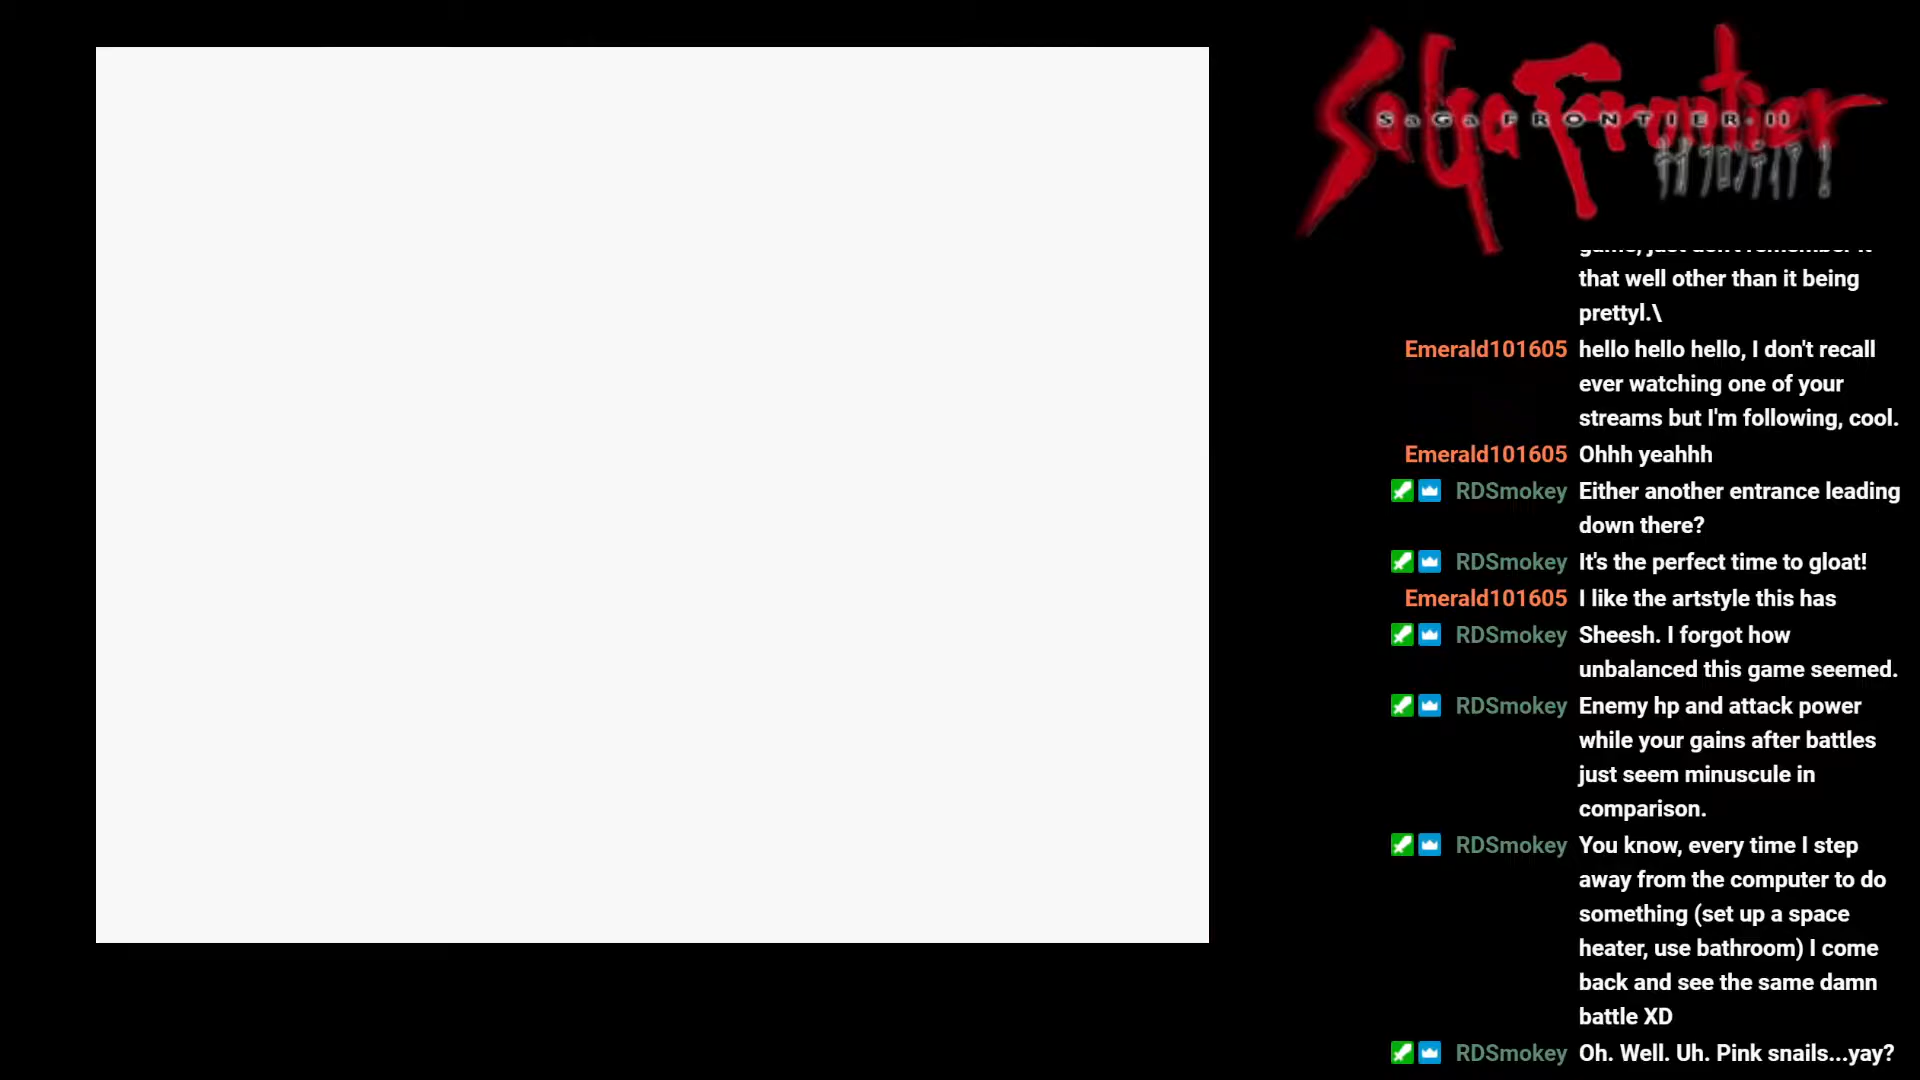 SaGa Frontier
SaGa FRONTIER II
that well other than it being
prettyl.\
Emerald101605 hello hello hello, I don't recall
ever watching one of your
streams but I'm following, cool.
Emerald101605 Ohhh yeahhh
RDSmokey Either another entrance leading
down there?
RDSmokey It's the perfect time to gloat!
Emerald101605 I like the artstyle this has
RDSmokey Sheesh. I forgot how
unbalanced this game seemed.
RDSmokey Enemy hp and attack power
while your gains after battles
just seem minuscule in
comparison.
RDSmokey You know, every time I step
away from the computer to do
something (set up a space
heater, use bathroom) I come
back and see the same damn
battle XD
RDSmokey Oh. Well. Uh. Pink snails...yay?